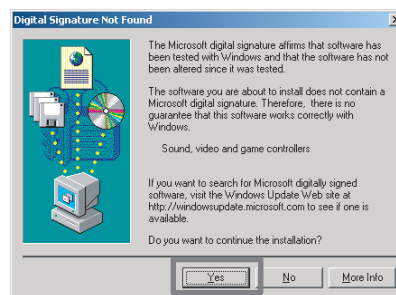 Digital Signature Not Found
The Microsoft digital signature affirms that software has
been tested with Windows and that the software has not
been altered since it was tested.
The software you are about to install does not contain a
Microsoft digital signature. Therefore, there is no
guarantee that this software works correctly with
Windows.
Sound, video and game controllers
If you want to search for Microsoft digitally signed
software, visit the Windows Update Web site at
http://windowsupdate.microsoft.com to see if one is
available.
Do you want to continue the installation?
Yes No More Info